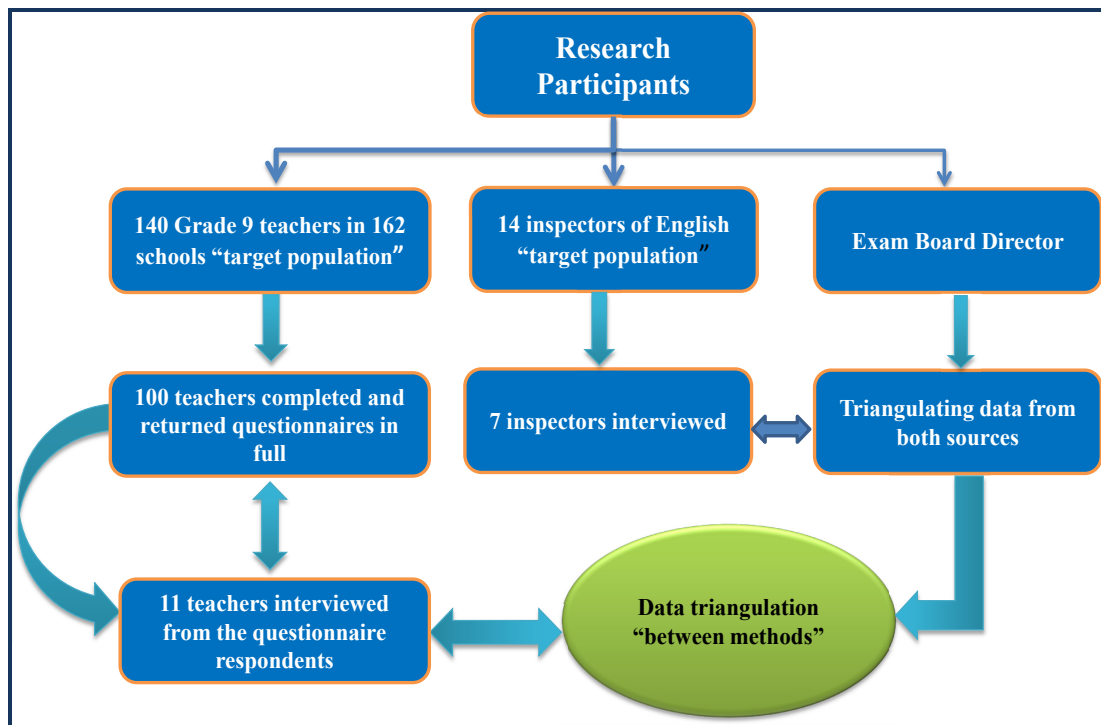 Research
Participants
140 Grade 9 teachers in 162
schools “target population”
14 inspectors of English
“target population”
Exam Board Director
100 teachers completed and
returned questionnaires in
full
7 inspectors interviewed
Triangulating data from
both sources
11 teachers interviewed
from the questionnaire
respondents
Data triangulation
“between methods”